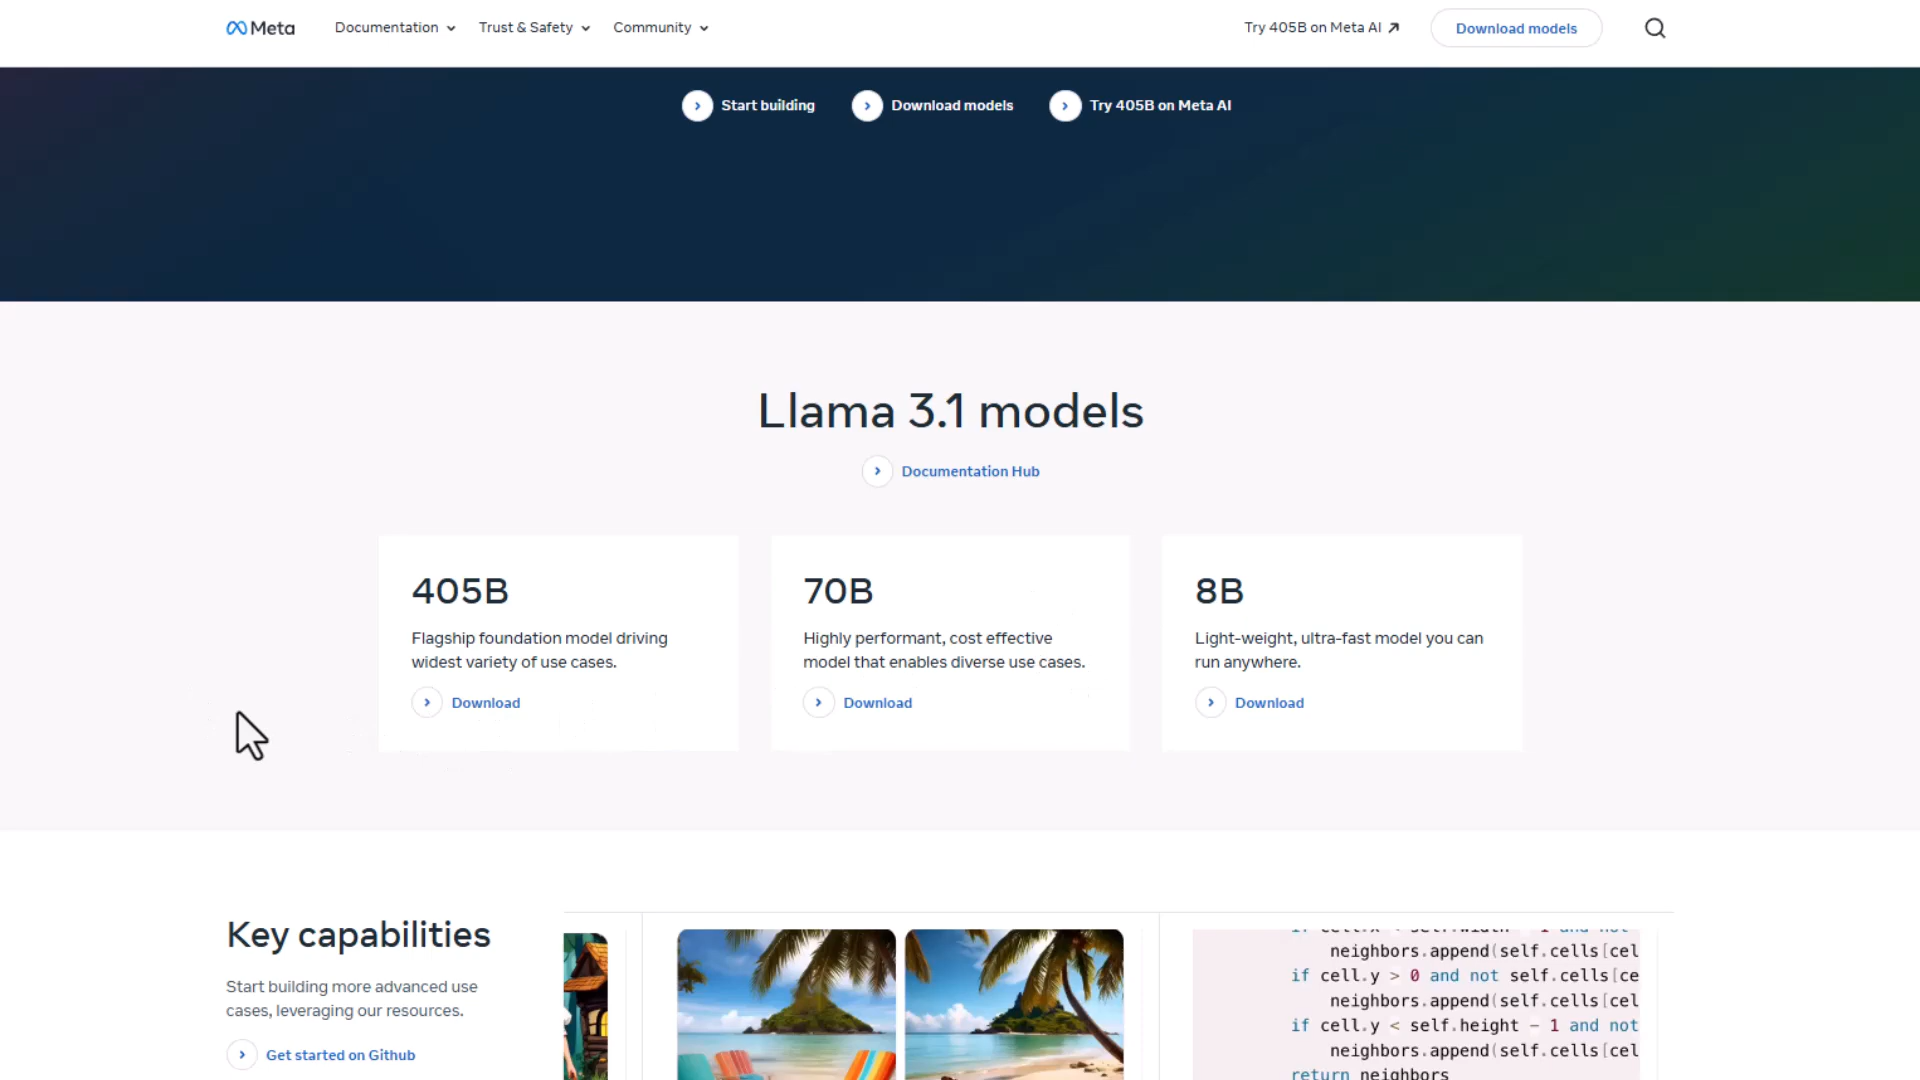 Meta
Documentation
Trust & Safety
Community
Try 405B on Meta AI
Download models
Start building
Download models
Try 405B on Meta AI
Llama 3.1 models
Documentation Hub
405B
Flagship foundation model driving
widest variety of use cases.
Download
70B
Highly performant, cost effective
model that enables diverse use cases.
Download
8B
Light-weight, ultra-fast model you can
run anywhere.
Download
Key capabilities
Start building more advanced use
cases, leveraging our resources.
Get started on Github
neighbors.append(self.cells[cel
if cell.y > 0 and not self.cells[ce
neighbors.append(self.cells[cel
if cell.y < self.height - 1 and not
neighbors.append(self.cells[cel
return neighbors